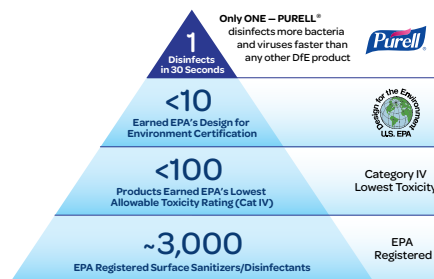 Only ONE – PURELL®
disinfects more bacteria
and viruses faster than
any other DfE product
Purell®
1
Disinfects
in 30 Seconds
<10
Earned EPA's Design for
Environment Certification
Design for the Environment
U.S. EPA
<100
Products Earned EPA's Lowest
Allowable Toxicity Rating (Cat IV)
Category IV
Lowest Toxicity
~3,000
EPA Registered Surface Sanitizers/Disinfectants
EPA
Registered